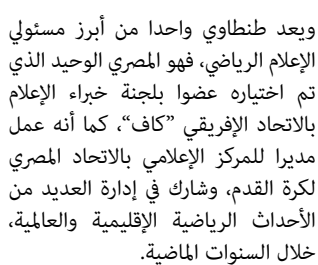 ويعد طنطاوي واحدا من أبرز مسئولي
الإعلام الرياضي، فهو المصري الوحيد الذي
تم اختياره عضوا بلجنة خبراء الإعلام
بالاتحاد الإفريقي ”كاف“، كما أنه عمل
مديرا للمركز الإعلامي بالاتحاد المصري
لكرة القدم، وشارك في إدارة العديد من
الأحداث الرياضية الإقليمية والعالمية،
خلال السنوات الماضية.